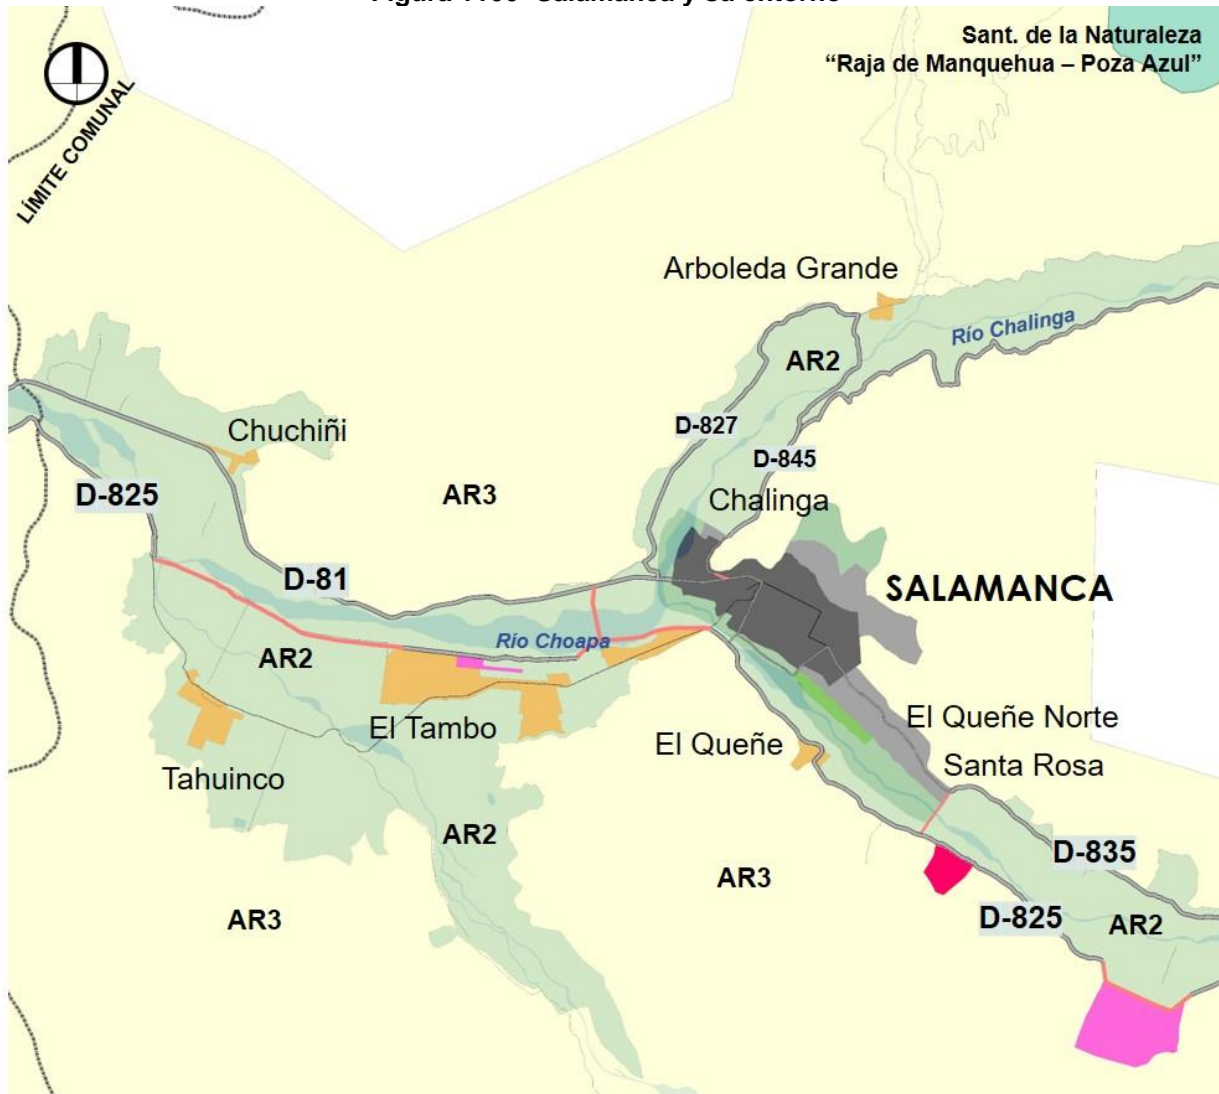 Sant. de la Naturaleza
“Raja de Manquehua – Poza Azul”
LÍMITE COMUNAL
Arboleda Grande
Río Chalinga
AR2
D-827
Chuchiñi
D-845
D-825
AR3
Chalinga
D-81
SALAMANCA
Río Choapa
AR2
El Queñe Norte
El Tambo
El Queñe
Santa Rosa
Tahuinco
AR2
D-835
AR3
AR3
D-825
AR2